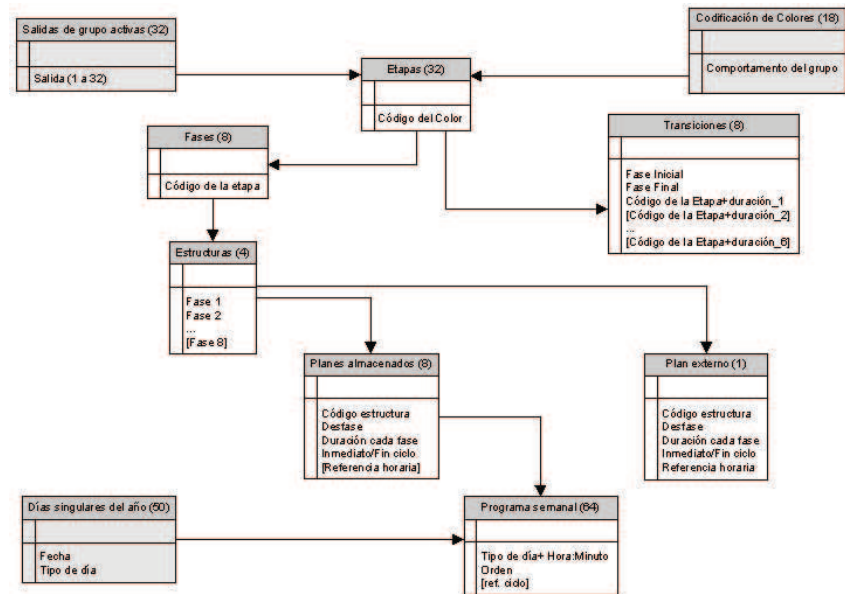 Salidas de grupo activas (32)
Salida (1 a 32)
Codificación de Colores (18)
Comportamento del grupo
Etapas (32)
Código del Color
Fases (8)
Código de la etapa
Transiciones (8)
Fase Inicial
Fase Final
Código de la Etapa+duración_1
[Código de la Etapa+duración_2]
...
[Código de la Etapa+duración_6]
Estructuras (4)
Fase 1
Fase 2
...
[Fase 8]
Planes almacenados (8)
Código estructura
Desfase
Duración cada fase
Inmediato/Fin ciclo
[Referencia horaria]
Plan externo (1)
Código estructura
Desfase
Duración cada fase
Inmediato/Fin ciclo
Referencia horaria
Días singulares del año (50)
Fecha
Tipo de día
Programa semanal (64)
Tipo de día+ Hora:Minuto
Orden
[ref. ciclo]